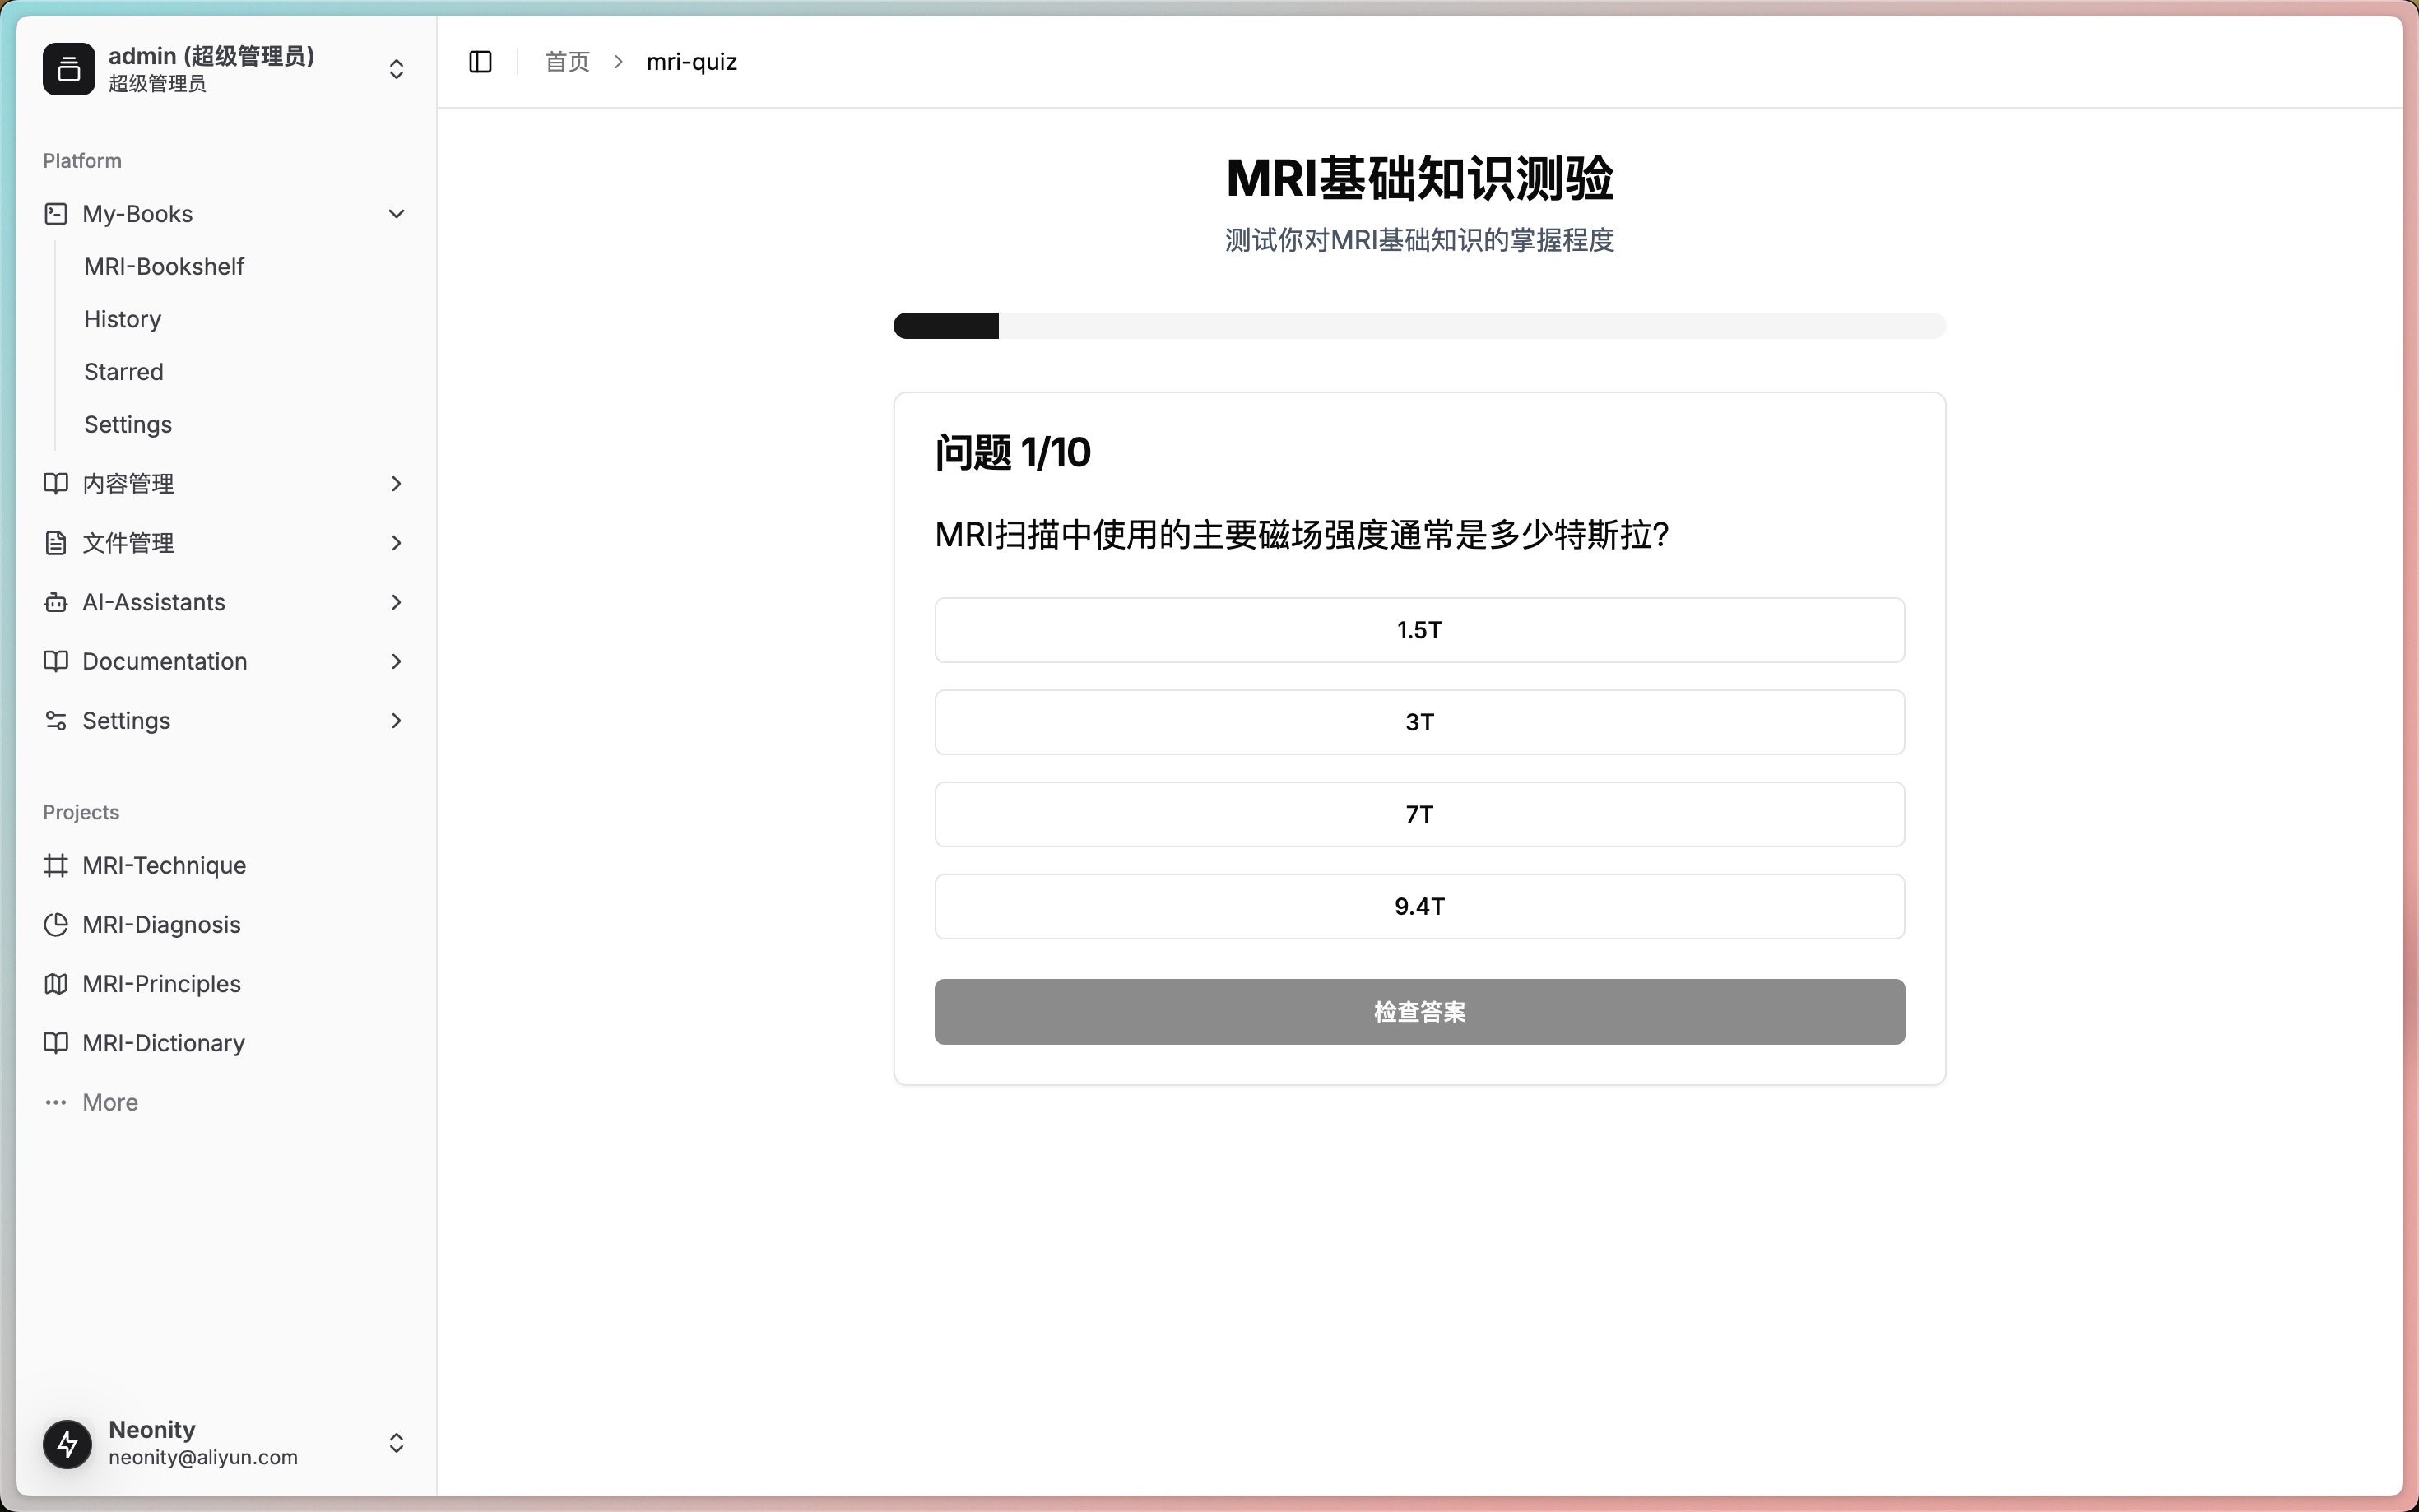 admin (超级管理员)
超级管理员
Platform
My-Books
MRI-Bookshelf
History
Starred
Settings
内容管理
文件管理
AI-Assistants
Documentation
Settings
Projects
MRI-Technique
MRI-Diagnosis
MRI-Principles
MRI-Dictionary
More
Neonity
neonity@aliyun.com
首页
mri-quiz
MRI基础知识测验
测试你对MRI基础知识的掌握程度
问题 1/10
MRI扫描中使用的主要磁场强度通常是多少特斯拉?
1.5T
3T
7T
9.4T
检查答案